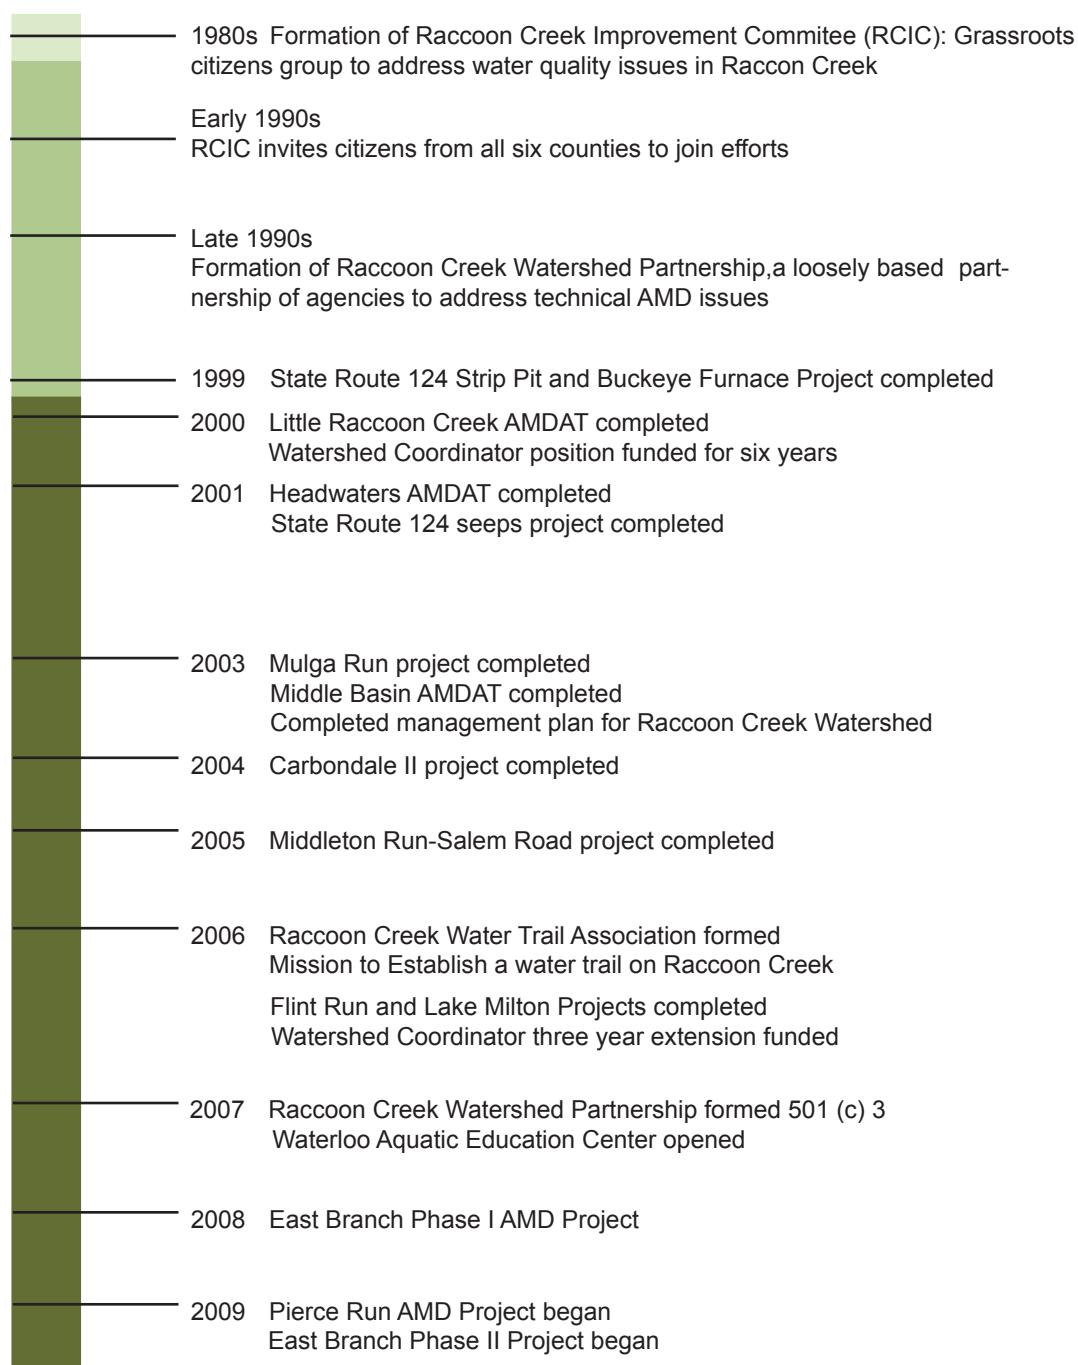 1980s Formation of Raccoon Creek Improvement Commitee (RCIC): Grassroots
citizens group to address water quality issues in Raccon Creek
Early 1990s
RCIC invites citizens from all six counties to join efforts
Late 1990s
Formation of Raccoon Creek Watershed Partnership,a loosely based part-
nership of agencies to address technical AMD issues
1999 State Route 124 Strip Pit and Buckeye Furnace Project completed
2000 Little Raccoon Creek AMDAT completed
Watershed Coordinator position funded for six years
2001 Headwaters AMDAT completed
State Route 124 seeps project completed
2003 Mulga Run project completed
Middle Basin AMDAT completed
Completed management plan for Raccoon Creek Watershed
2004 Carbondale II project completed
2005 Middleton Run-Salem Road project completed
2006 Raccoon Creek Water Trail Association formed
Mission to Establish a water trail on Raccoon Creek
Flint Run and Lake Milton Projects completed
Watershed Coordinator three year extension funded
2007 Raccoon Creek Watershed Partnership formed 501 (c) 3
Waterloo Aquatic Education Center opened
2008 East Branch Phase I AMD Project
2009 Pierce Run AMD Project began
East Branch Phase II Project began